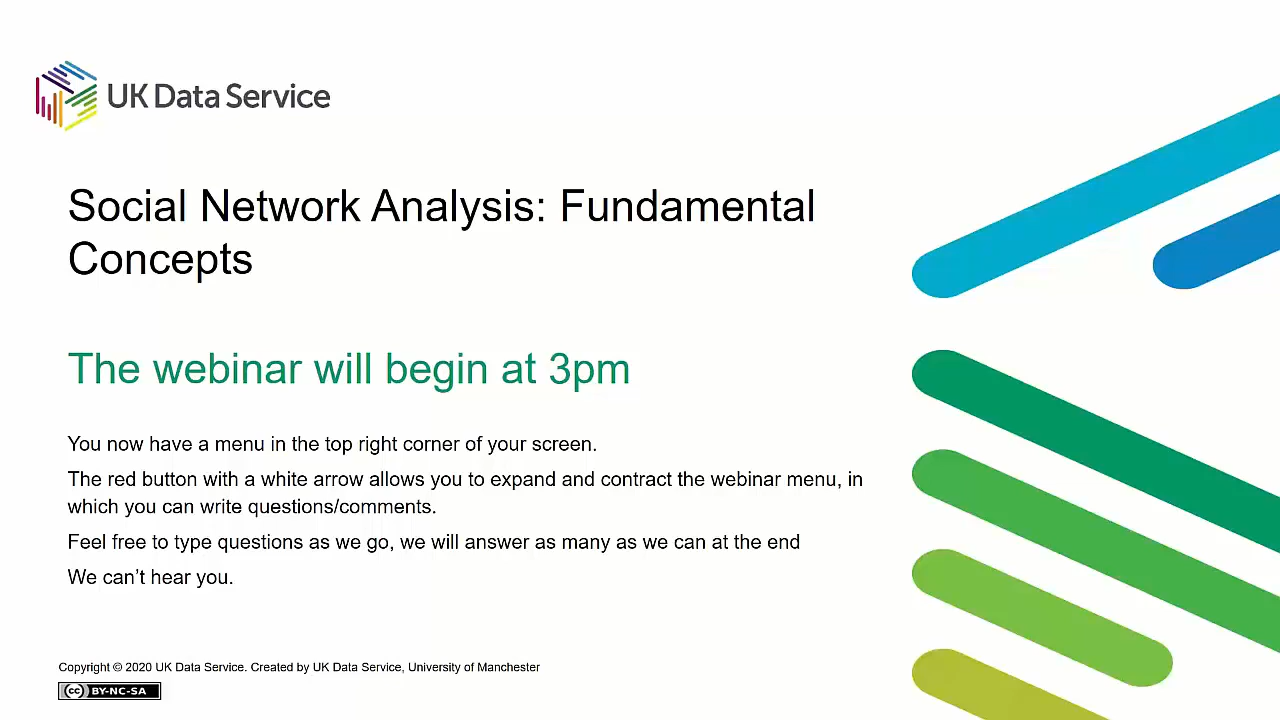 UK Data Service
Social Network Analysis: Fundamental
Concepts
The webinar will begin at 3pm
You now have a menu in the top right corner of your screen.
The red button with a white arrow allows you to expand and contract the webinar menu, in
which you can write questions/comments.
Feel free to type questions as we go, we will answer as many as we can at the end
We can’t hear you.
Copyright © 2020 UK Data Service. Created by UK Data Service, University of Manchester
cc BY-NC-SA